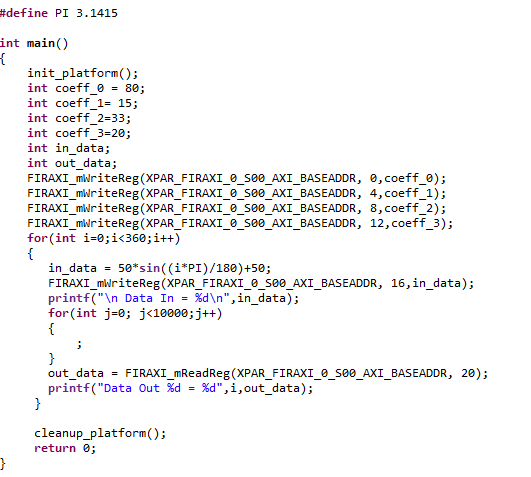 #define PI 3.1415
int main()
{
init_platform();
int coeff_0 = 80;
int coeff_1= 15;
int coeff_2=33;
int coeff_3=20;
int in_data;
int out_data;
FIRAXI_mWriteReg(XPAR_FIRAXI_0_S00_AXI_BASEADDR, 0,coeff_0);
FIRAXI_mWriteReg(XPAR_FIRAXI_0_S00_AXI_BASEADDR, 4,coeff_1);
FIRAXI_mWriteReg(XPAR_FIRAXI_0_S00_AXI_BASEADDR, 8,coeff_2);
FIRAXI_mWriteReg(XPAR_FIRAXI_0_S00_AXI_BASEADDR, 12,coeff_3);
for(int i=0;i<360;i++)
{
in_data = 50*sin((i*PI)/180)+50;
FIRAXI_mWriteReg(XPAR_FIRAXI_0_S00_AXI_BASEADDR, 16,in_data);
printf("\n Data In = %d\n",in_data);
for(int j=0; j<10000;j++)
{
;
}
out_data = FIRAXI_mReadReg(XPAR_FIRAXI_0_S00_AXI_BASEADDR, 20);
printf("Data Out %d = %d",i,out_data);
}
cleanup_platform();
return 0;
}